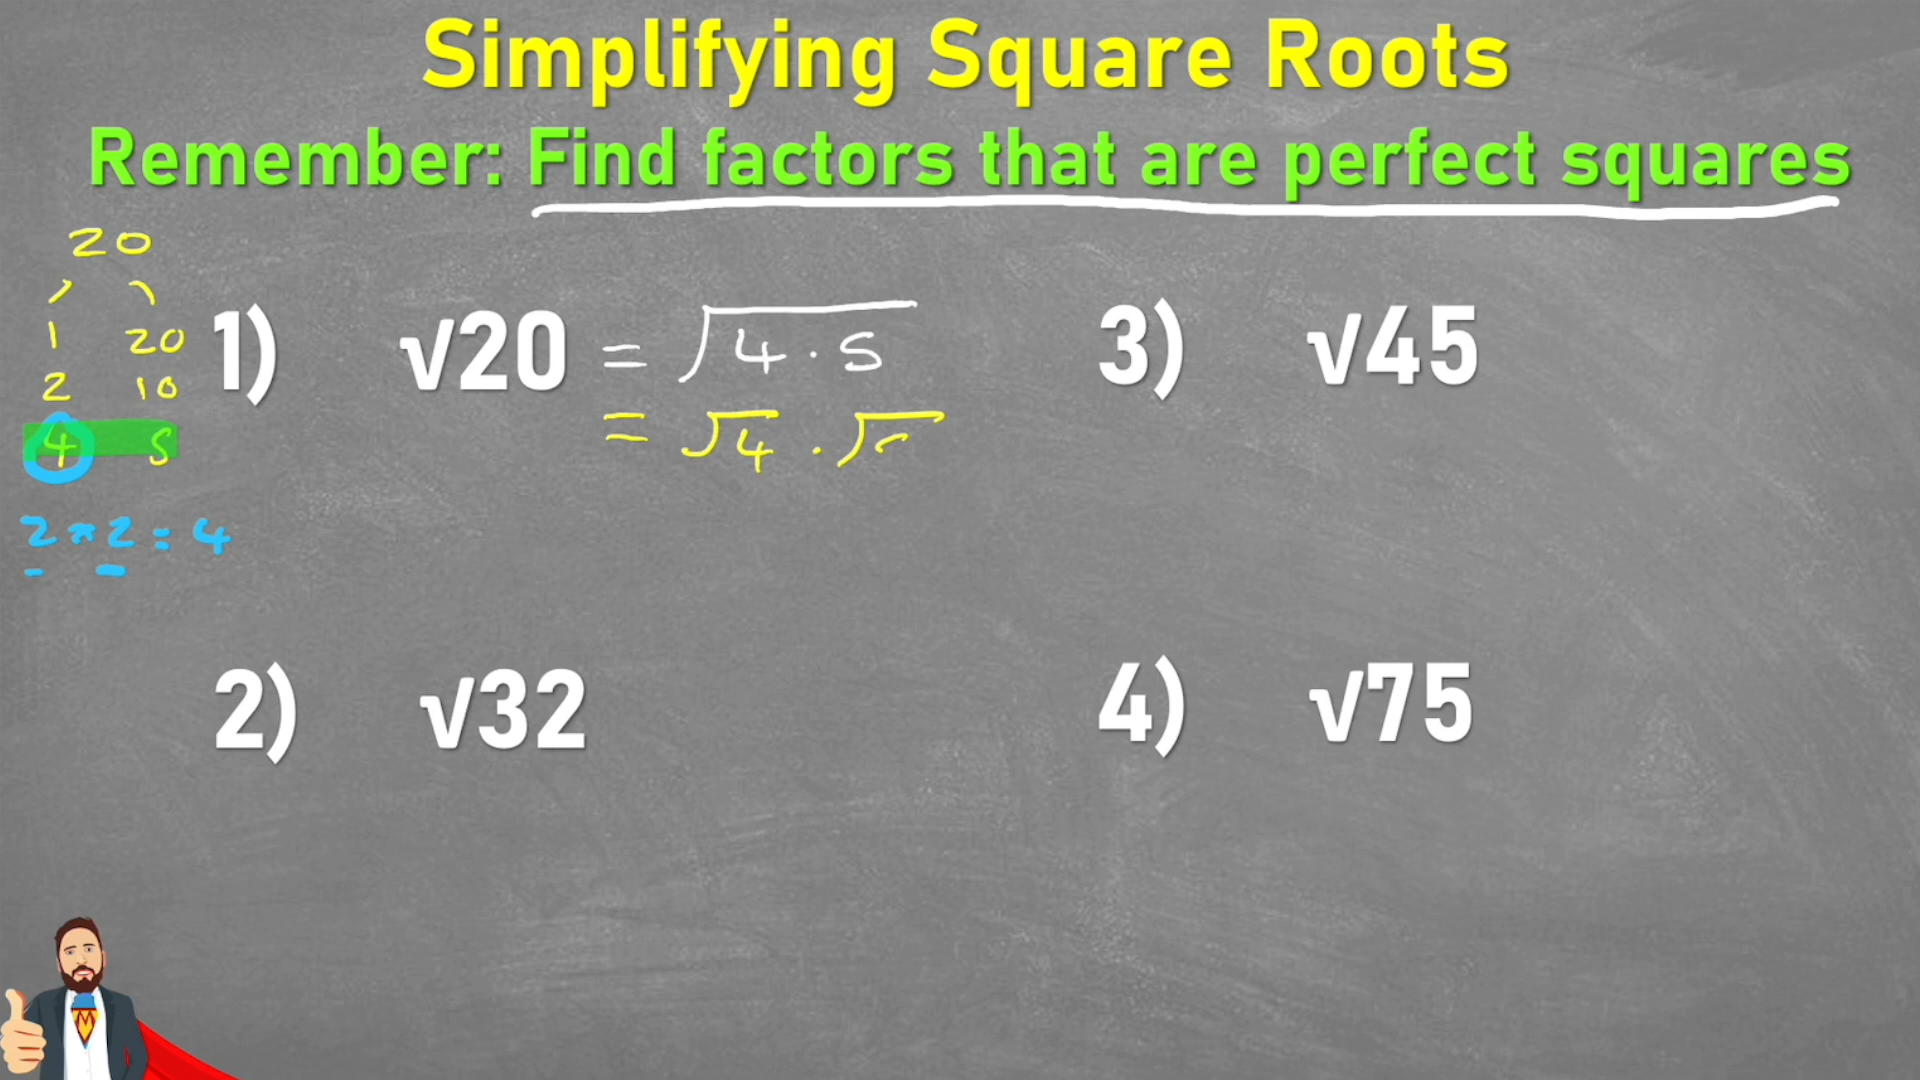 Simplifying Square Roots
Remember: Find factors that are perfect squares
20
1 20
2 10
4 5
2 × 2 = 4
1) √20 = √4 · 5
= √4 · √
2) √32
3) √45
4) √75
M